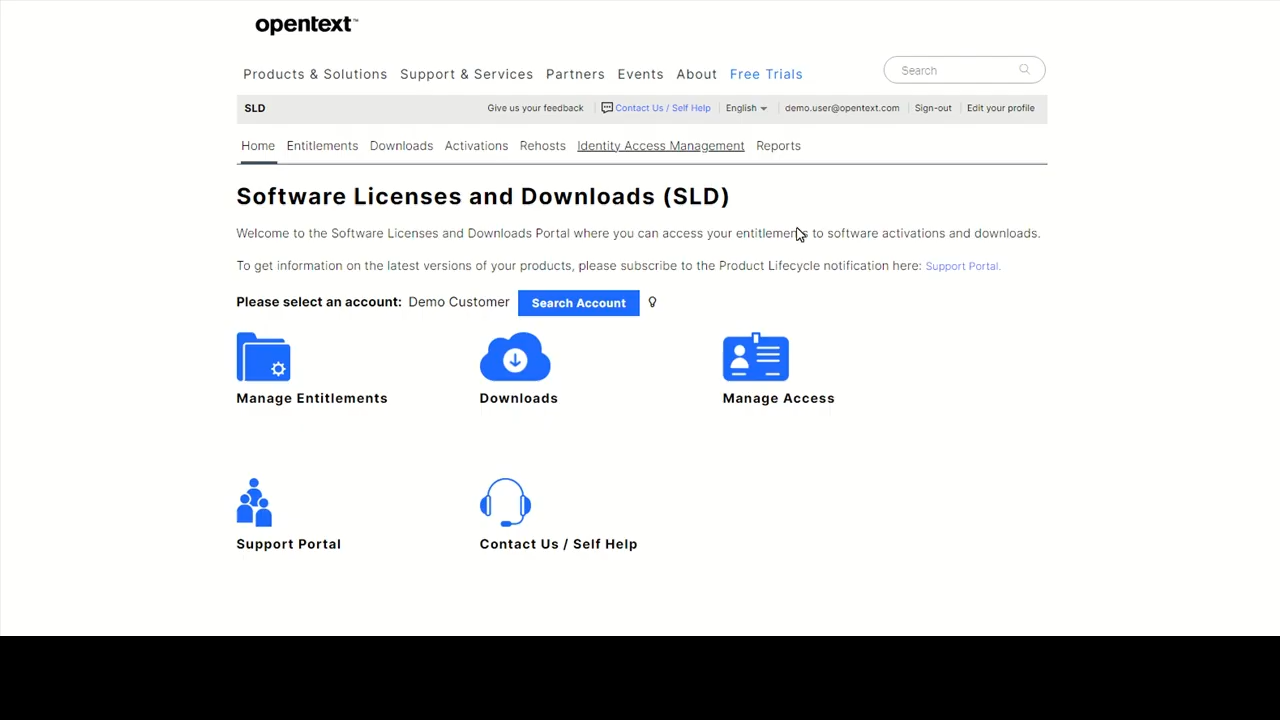 opentext™
Products & Solutions Support & Services Partners Events About Free Trials Search
SLD Give us your feedback Contact Us / Self Help English demo.user@opentext.com Sign-out Edit your profile
Home Entitlements Downloads Activations Rehosts Identity Access Management Reports
Software Licenses and Downloads (SLD)
Welcome to the Software Licenses and Downloads Portal where you can access your entitlements to software activations and downloads.
To get information on the latest versions of your products, please subscribe to the Product Lifecycle notification here: Support Portal.
Please select an account: Demo Customer Search Account
Manage Entitlements Downloads Manage Access
Support Portal Contact Us / Self Help